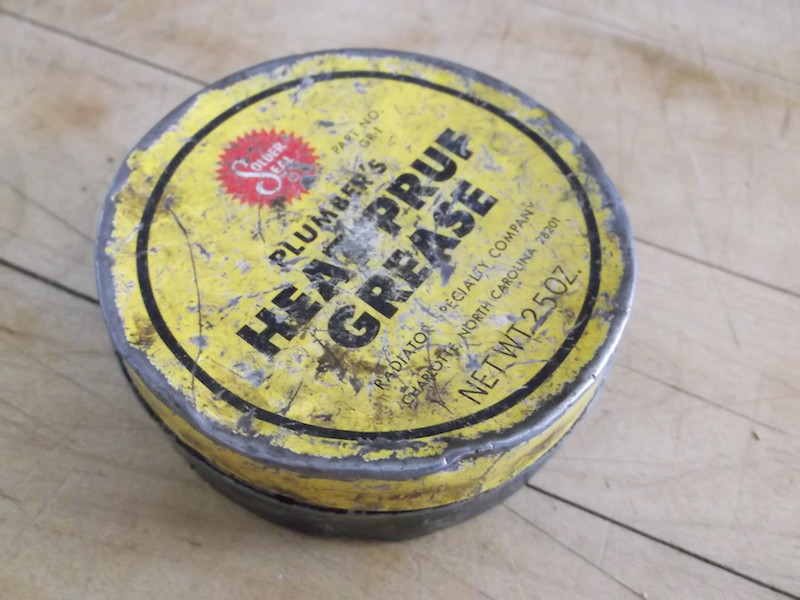 SOLDER
SEAL
PART NO
GR-1
PLUMBER'S
HEAT PRUF
GREASE
RADIATOR SPECIALTY COMPANY
CHARLOTTE, NORTH CAROLINA 28201
NET WT. 2.5 OZ.